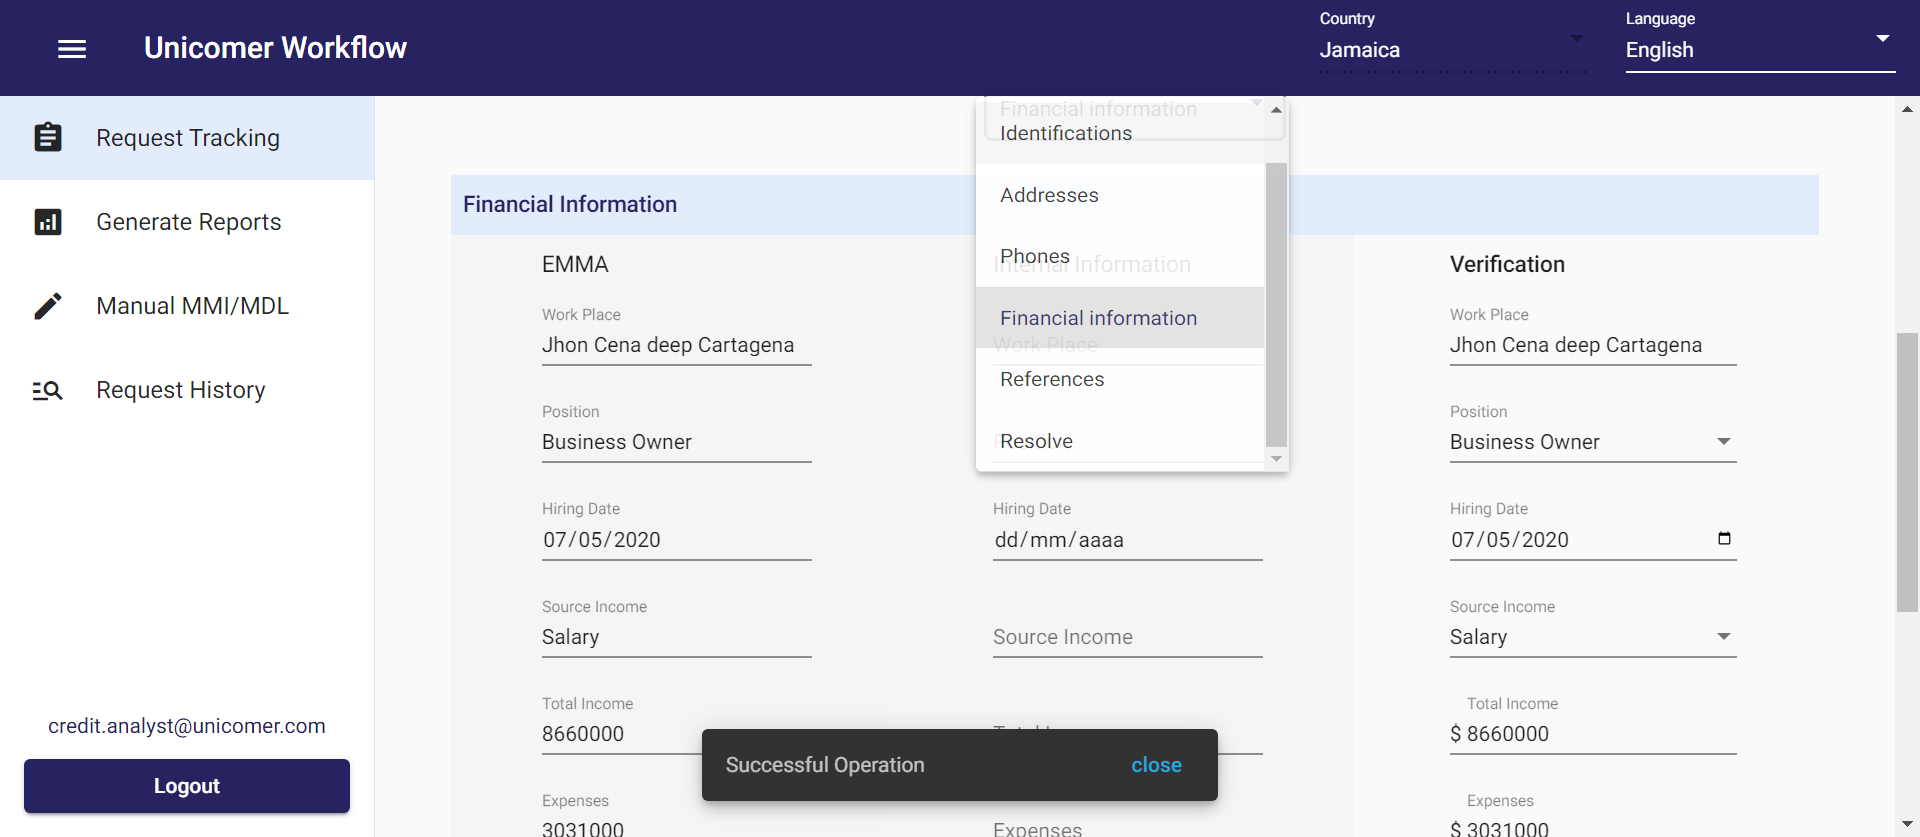 Unicomer Workflow
Country
Jamaica
Language
English
Request Tracking
Generate Reports
Manual MMI/MDL
Request History
credit.analyst@unicomer.com
Logout
Financial information
Identifications
Addresses
Phones
Financial information
References
Resolve
Financial Information
EMMA
Work Place
Jhon Cena deep Cartagena
Position
Business Owner
Hiring Date
07/05/2020
Source Income
Salary
Total Income
8660000
Expenses
3031000
Internal Information
Work Place
Hiring Date
dd/mm/aaaa
Source Income
Expenses
Verification
Work Place
Jhon Cena deep Cartagena
Position
Business Owner
Hiring Date
07/05/2020
Source Income
Salary
Total Income
$ 8660000
Expenses
$ 3031000
Successful Operation
close